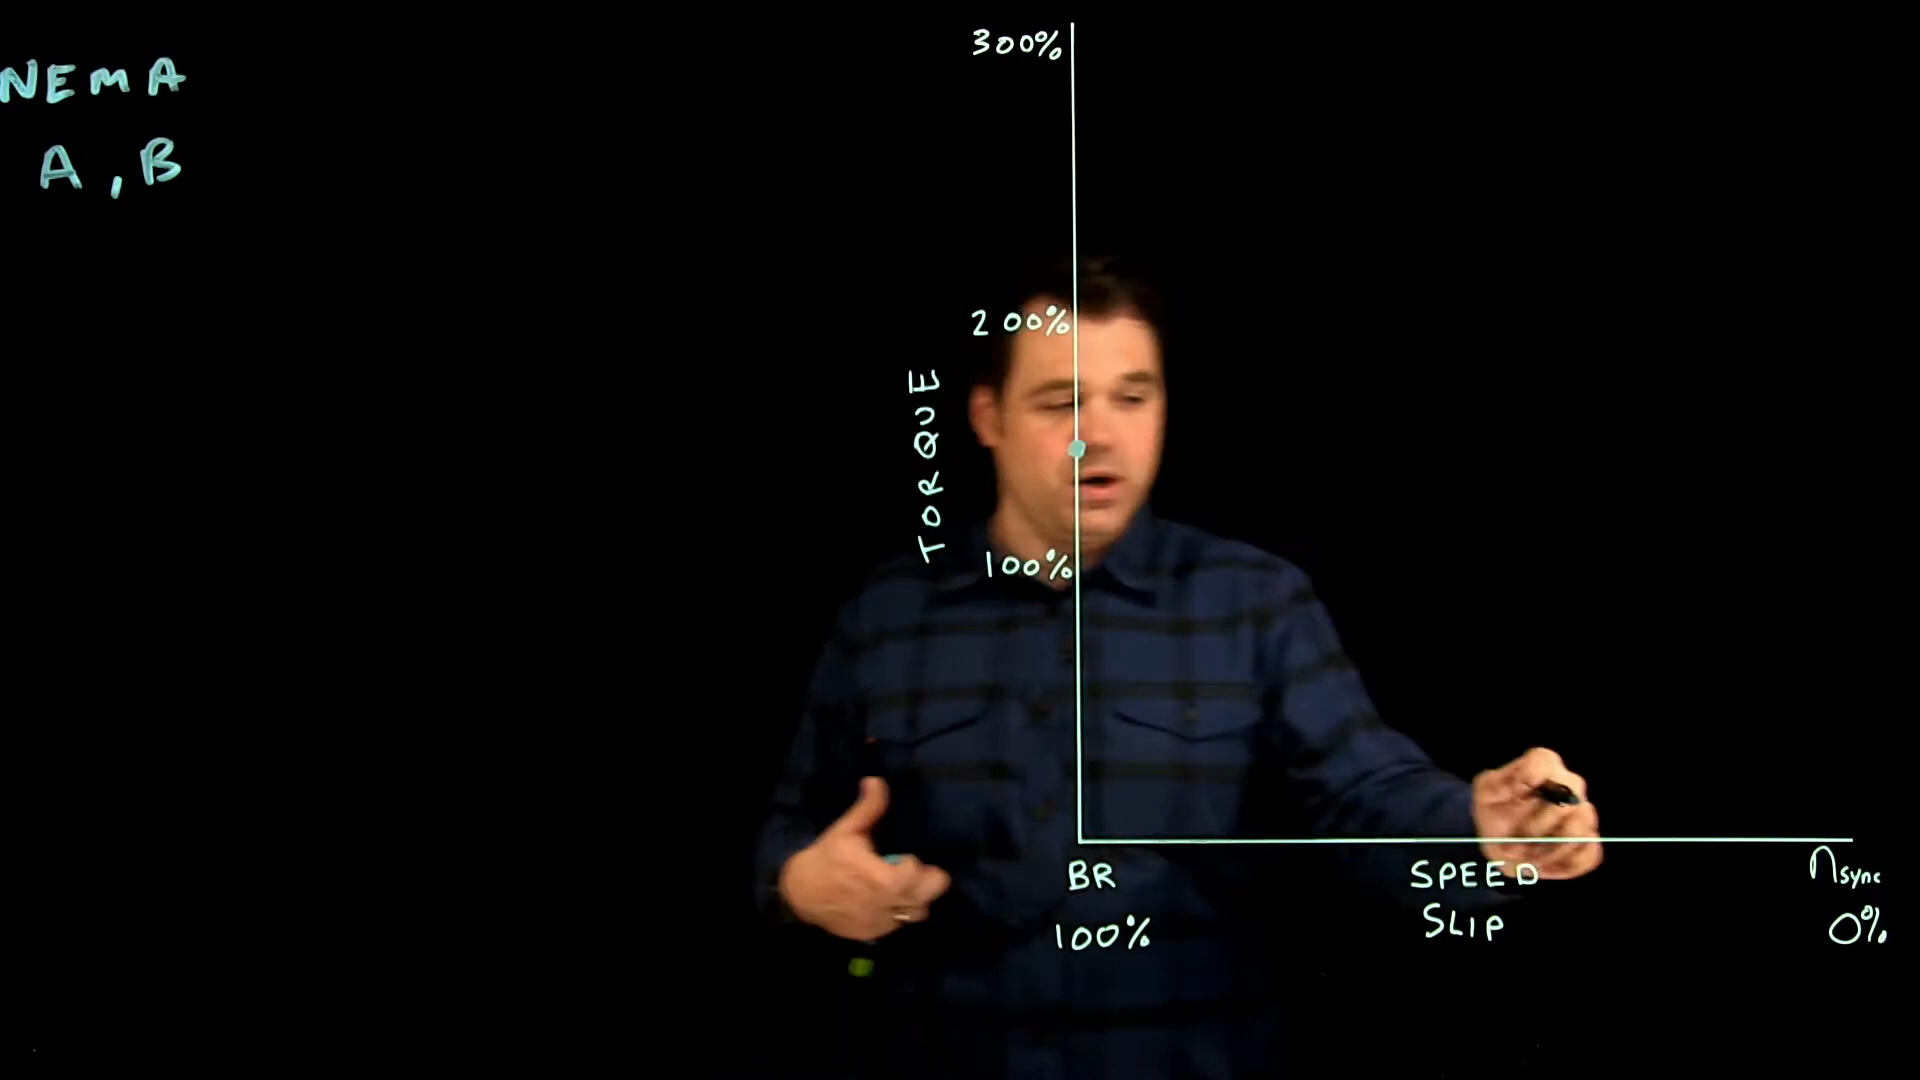 NEMA
A, B
300%
200%
TORQUE
100%
BR
SPEED
nsync
100%
SLIP
0%